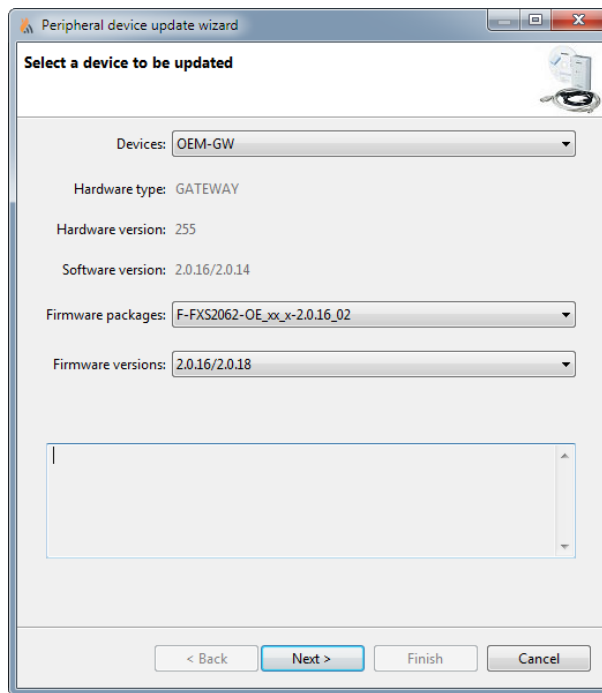 Peripheral device update wizard
Select a device to be updated
Devices: OEM-GW
Hardware type: GATEWAY
Hardware version: 255
Software version: 2.0.16/2.0.14
Firmware packages: F-FXS2062-OE_xx_x-2.0.16_02
Firmware versions: 2.0.16/2.0.18
< Back Next > Finish Cancel